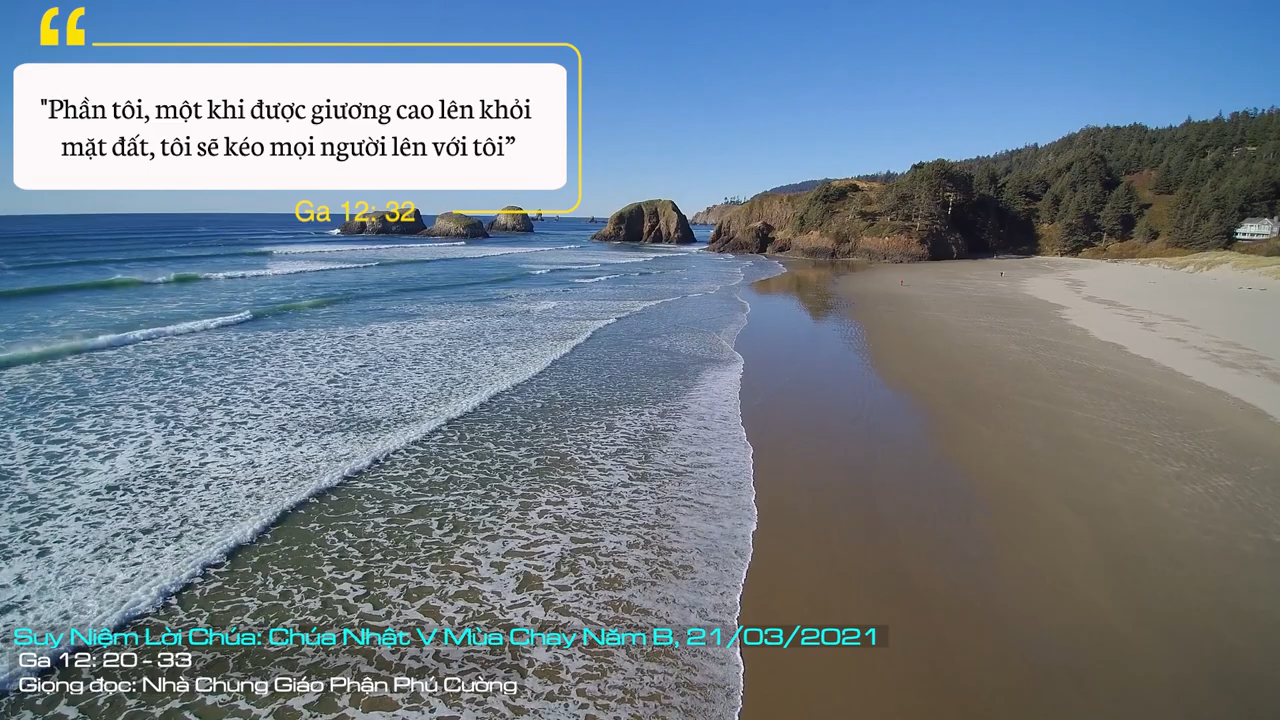 "Phần tôi, một khi được giương cao lên khỏi
mặt đất, tôi sẽ kéo mọi người lên với tôi”
Ga 12: 32
Suy Niệm Lời Chúa: Chúa Nhật V Mùa Chay Năm B, 21/03/2021
Ga 12: 20 - 33
Giọng đọc: Nhà Chung Giáo Phận Phú Cường